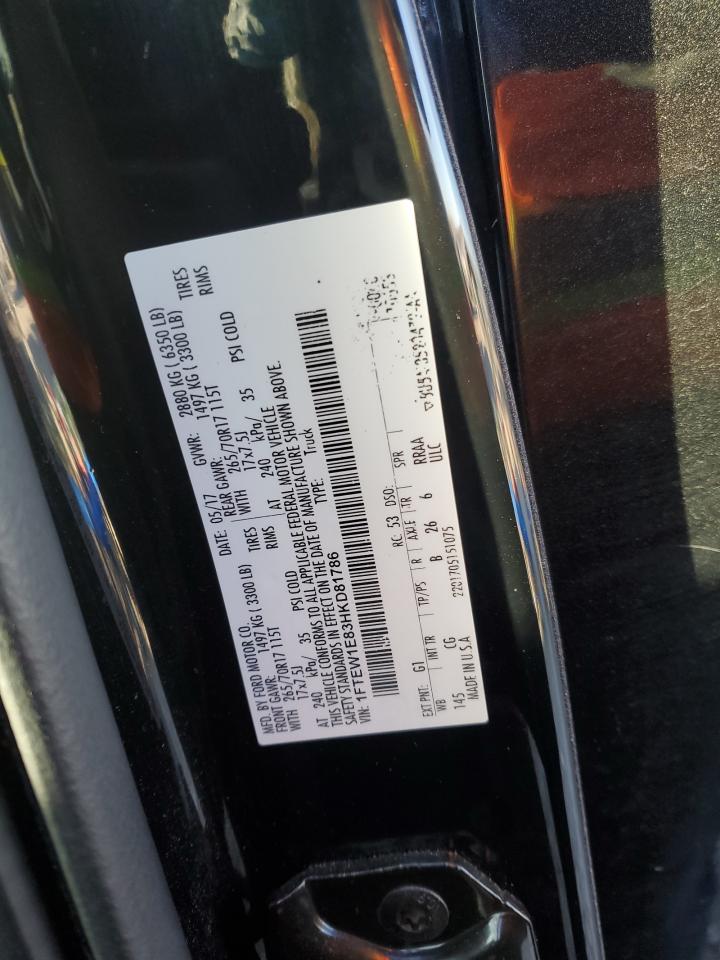 MFD. BY FORD MOTOR CO.
DATE: 05/17 GVWR: 2880 KG ( 6350 LB)
FRONT GAWR: 1497 KG ( 3300 LB) REAR GAWR: 1497 KG ( 3300 LB)
265/70R17 115T TIRES WITH 265/70R17 115T TIRES
WITH 17x7.5J RIMS 17x7.5J RIMS
AT 240 kPa/ 35 PSI COLD AT 240 kPa/ 35 PSI COLD
THIS VEHICLE CONFORMS TO ALL APPLICABLE FEDERAL MOTOR VEHICLE
SAFETY STANDARDS IN EFFECT ON THE DATE OF MANUFACTURE SHOWN ABOVE.
VIN: 1FTEW1E83HKD81786 TYPE: Truck
EXT PNT: G1 RC: 53 DSO:
WB INT TR TP/PS R AXLE TR SPR
145 CG B 26 6 RRAA
MADE IN U.S.A 2201705151075 ULC